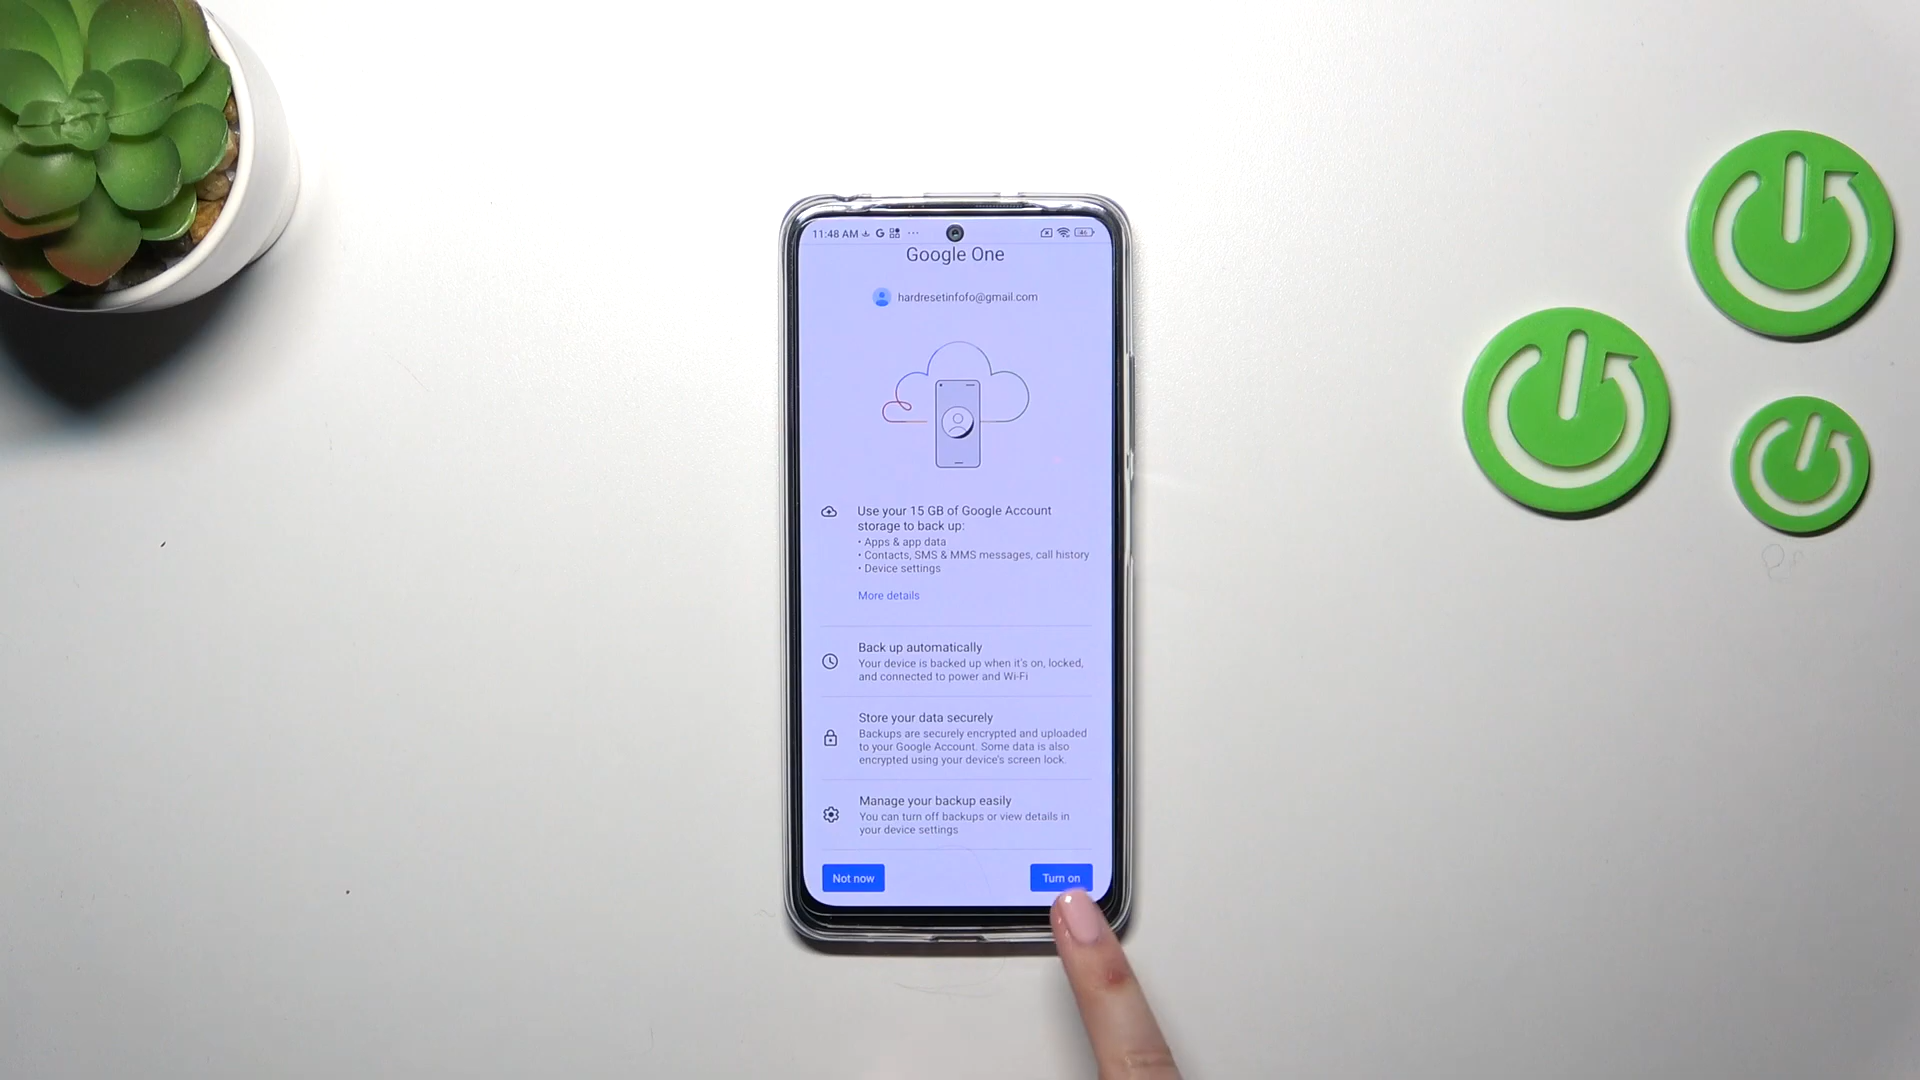 11:48 AM
G
46
Google One
hardresetinfofo@gmail.com
Use your 15 GB of Google Account
storage to back up:
• Apps & app data
• Contacts, SMS & MMS messages, call history
• Device settings
More details
Back up automatically
Your device is backed up when it's on, locked,
and connected to power and Wi-Fi
Store your data securely
Backups are securely encrypted and uploaded
to your Google Account. Some data is also
encrypted using your device's screen lock.
Manage your backup easily
You can turn off backups or view details in
your device settings
Not now
Turn on